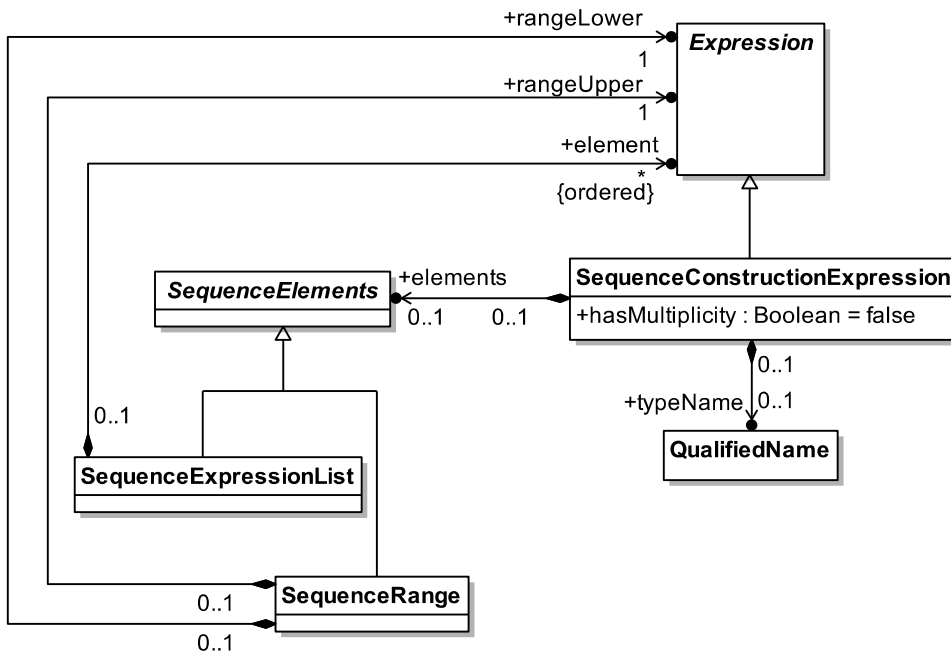 +rangeLower
1
Expression
+rangeUpper
1
+element
*
{ordered}
SequenceElements
+elements
0..1
0..1
SequenceConstructionExpression
+hasMultiplicity : Boolean = false
0..1
+typeName
0..1
QualifiedName
0..1
SequenceExpressionList
0..1
SequenceRange
0..1